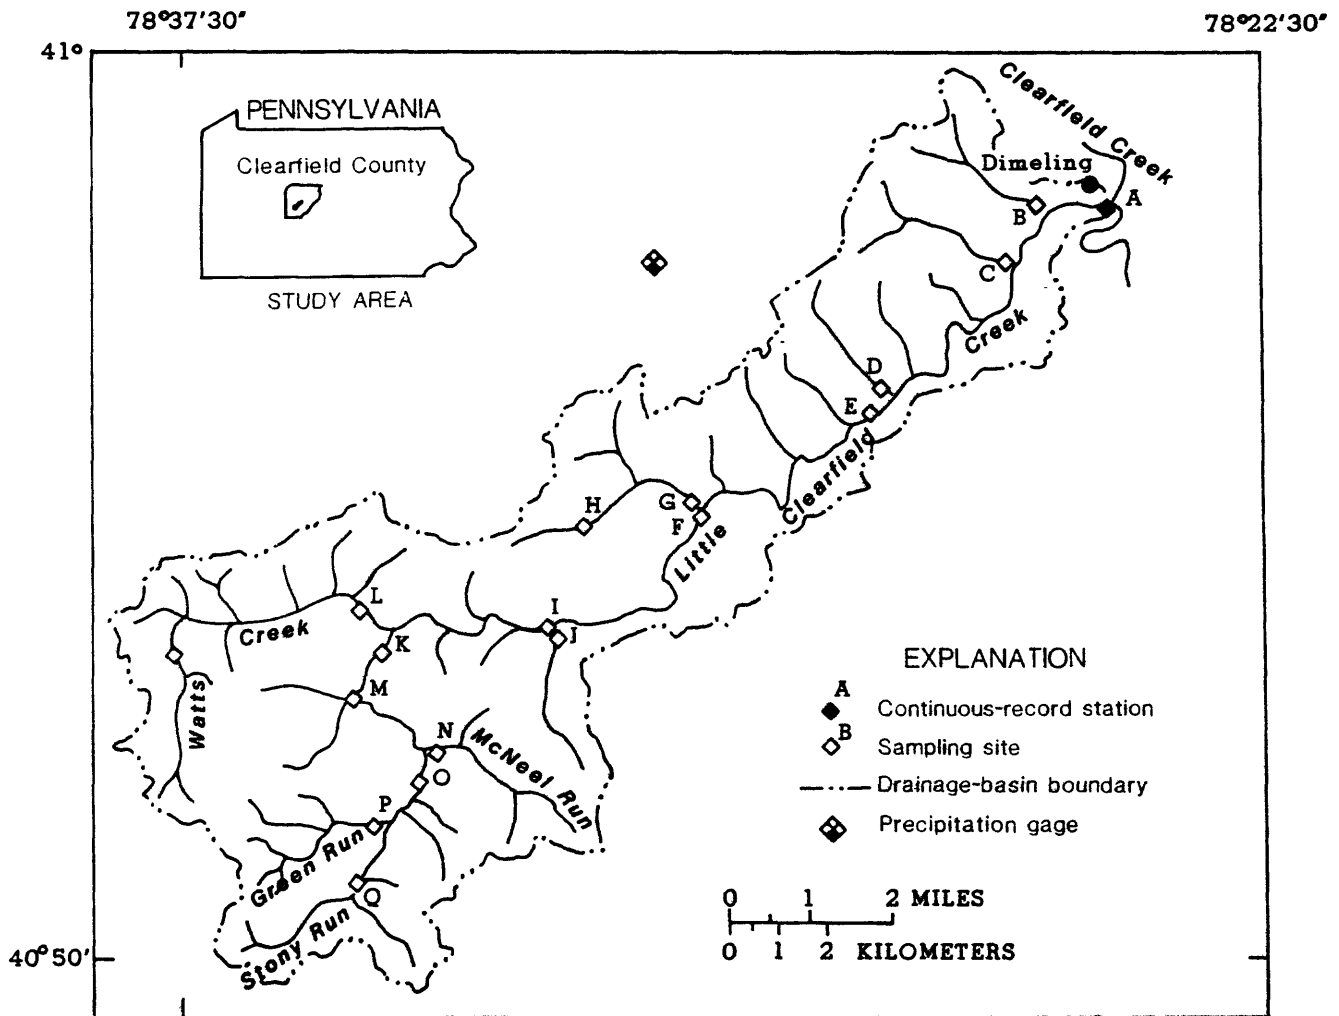 78°37'30"
78°22'30"
41°
PENNSYLVANIA
Clearfield County
STUDY AREA
Clearfield Creek
Dimeling
A
B
C
Creek
D
E
Clearfield
H
G
F
Little
L
I
J
Creek
K
M
Watts
N
McNeel Run
O
P
Green Run
Q
Stony Run
EXPLANATION
A
Continuous-record station
B
Sampling site
Drainage-basin boundary
Precipitation gage
0 1 2 MILES
0 1 2 KILOMETERS
40°50'